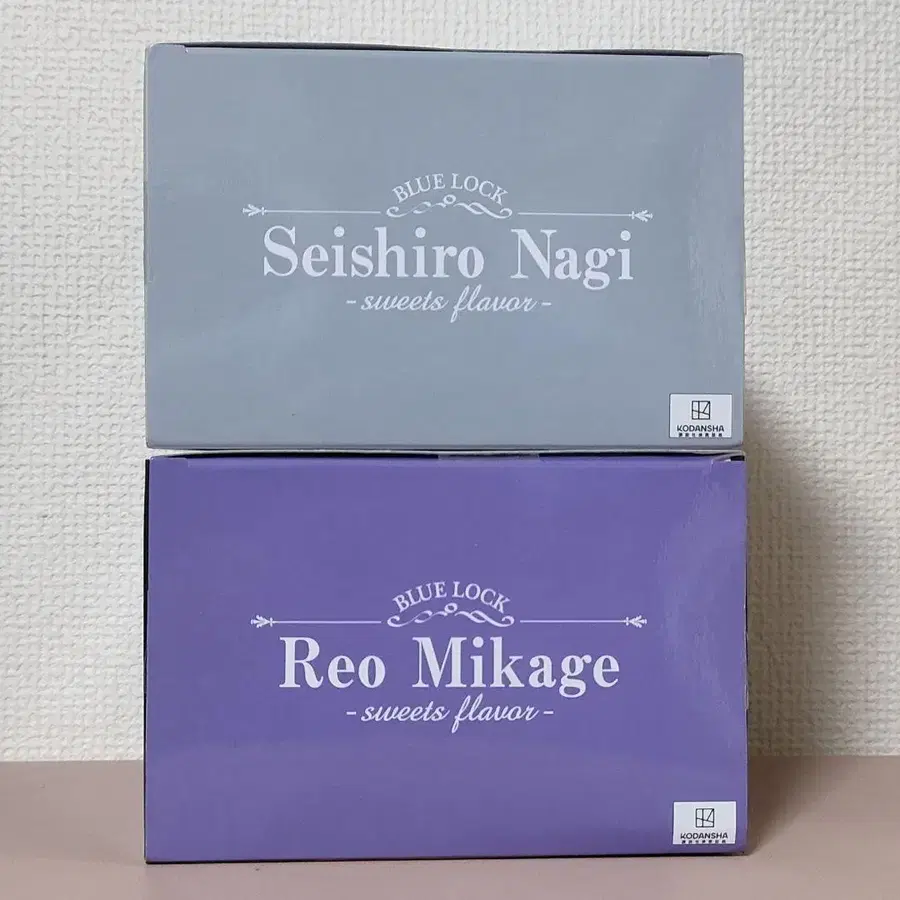 BLUE LOCK
Seishiro Nagi
-sweets flavor-
KODANSHA
BLUE LOCK
Reo Mikage
-sweets flavor-
KODANSHA